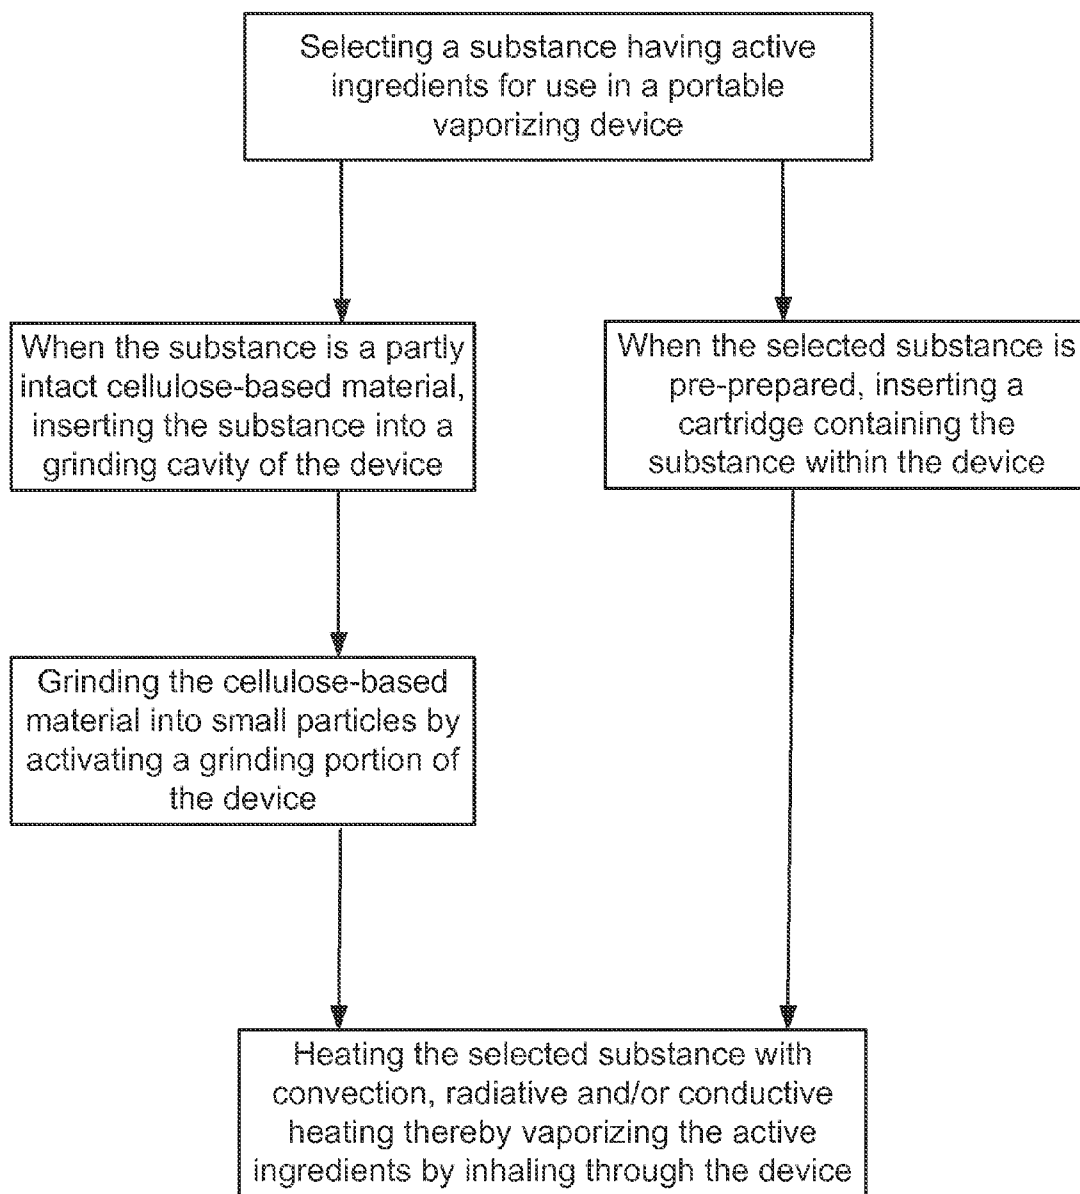 Selecting a substance having active
ingredients for use in a portable
vaporizing device
When the substance is a partly
intact cellulose-based material,
inserting the substance into a
grinding cavity of the device
When the selected substance is
pre-prepared, inserting a
cartridge containing the
substance within the device
Grinding the cellulose-based
material into small particles by
activating a grinding portion of
the device
Heating the selected substance with
convection, radiative and/or conductive
heating thereby vaporizing the active
ingredients by inhaling through the device